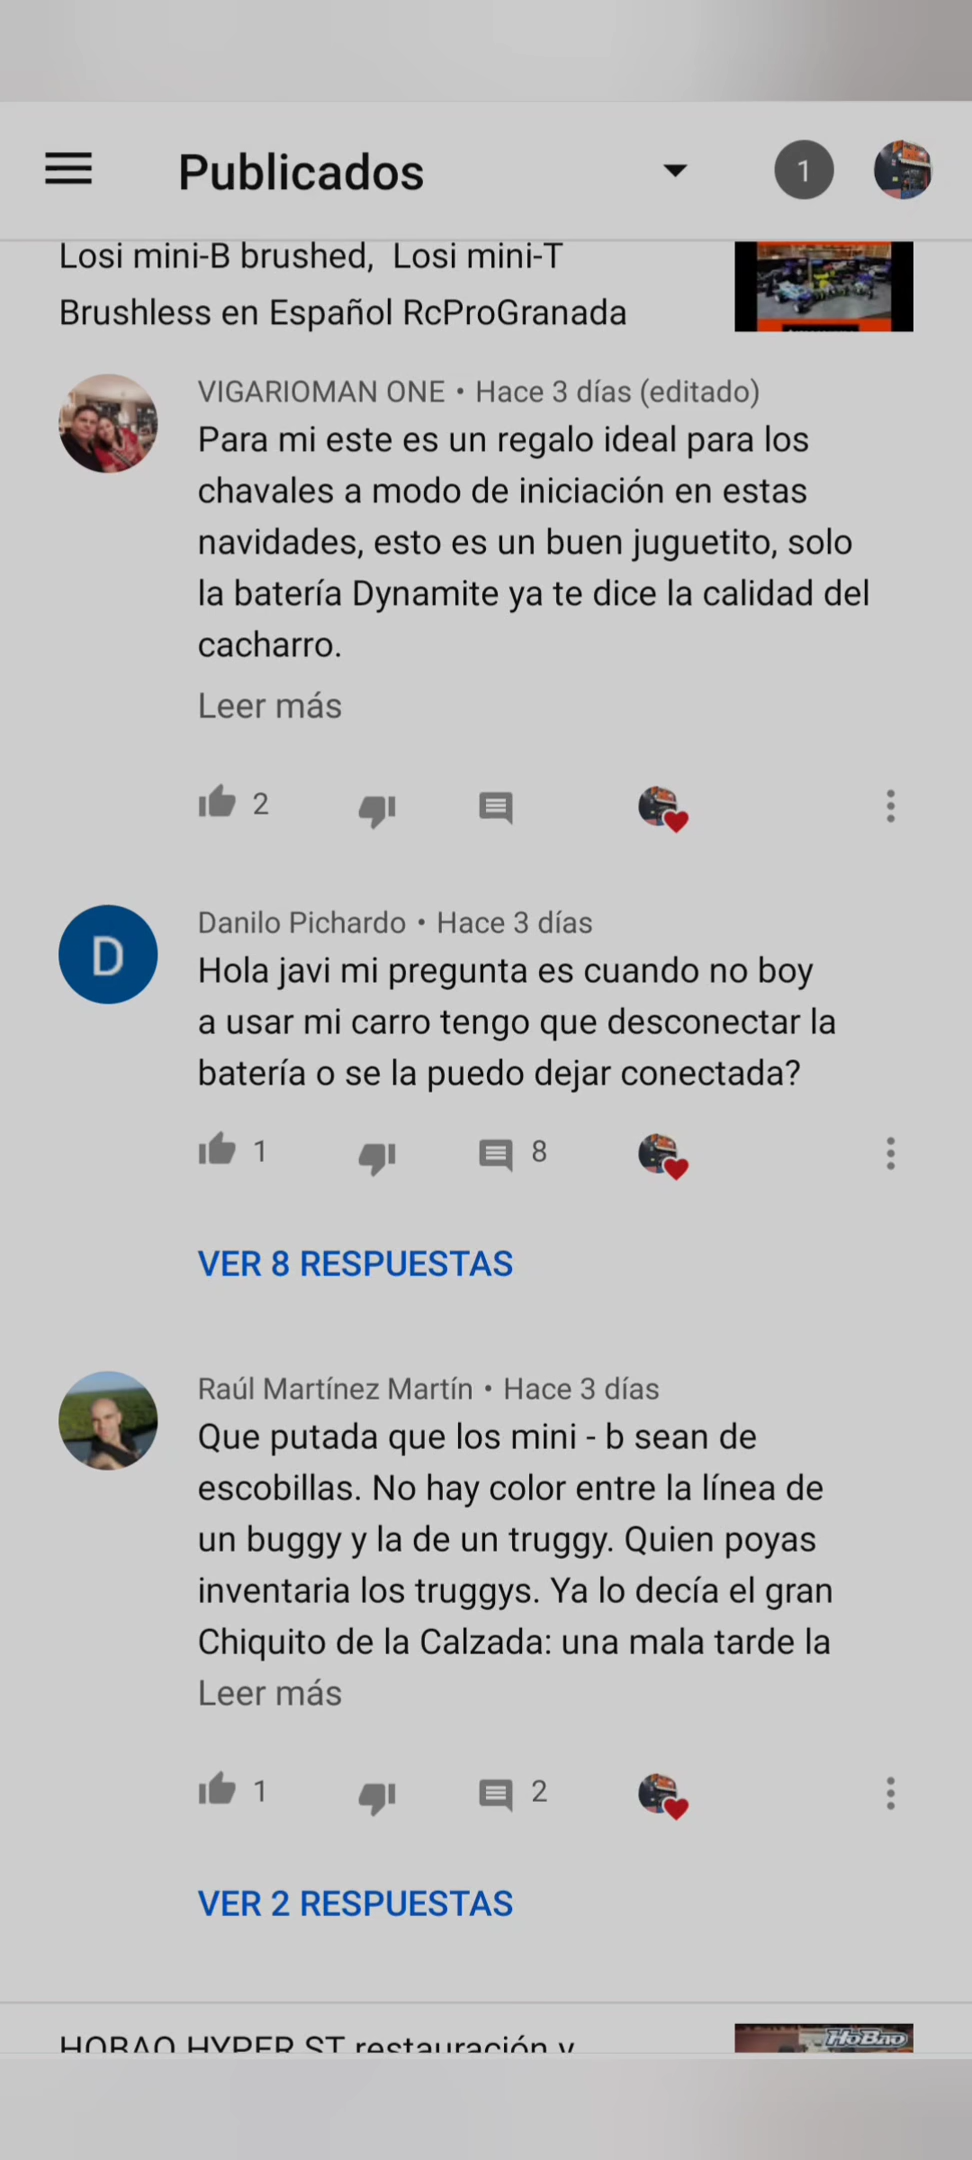 Publicados
1
Losi mini-B brushed, Losi mini-T
Brushless en Español RcProGranada
VIGARIOMAN ONE • Hace 3 días (editado)
Para mi este es un regalo ideal para los
chavales a modo de iniciación en estas
navidades, esto es un buen juguetito, solo
la batería Dynamite ya te dice la calidad del
cacharro.
Leer más
2
D
Danilo Pichardo • Hace 3 días
Hola javi mi pregunta es cuando no boy
a usar mi carro tengo que desconectar la
batería o se la puedo dejar conectada?
1
8
VER 8 RESPUESTAS
Raúl Martínez Martín • Hace 3 días
Que putada que los mini - b sean de
escobillas. No hay color entre la línea de
un buggy y la de un truggy. Quien poyas
inventaria los truggys. Ya lo decía el gran
Chiquito de la Calzada: una mala tarde la
Leer más
1
2
VER 2 RESPUESTAS
HOBAO HYPER ST restauración y
HoBao